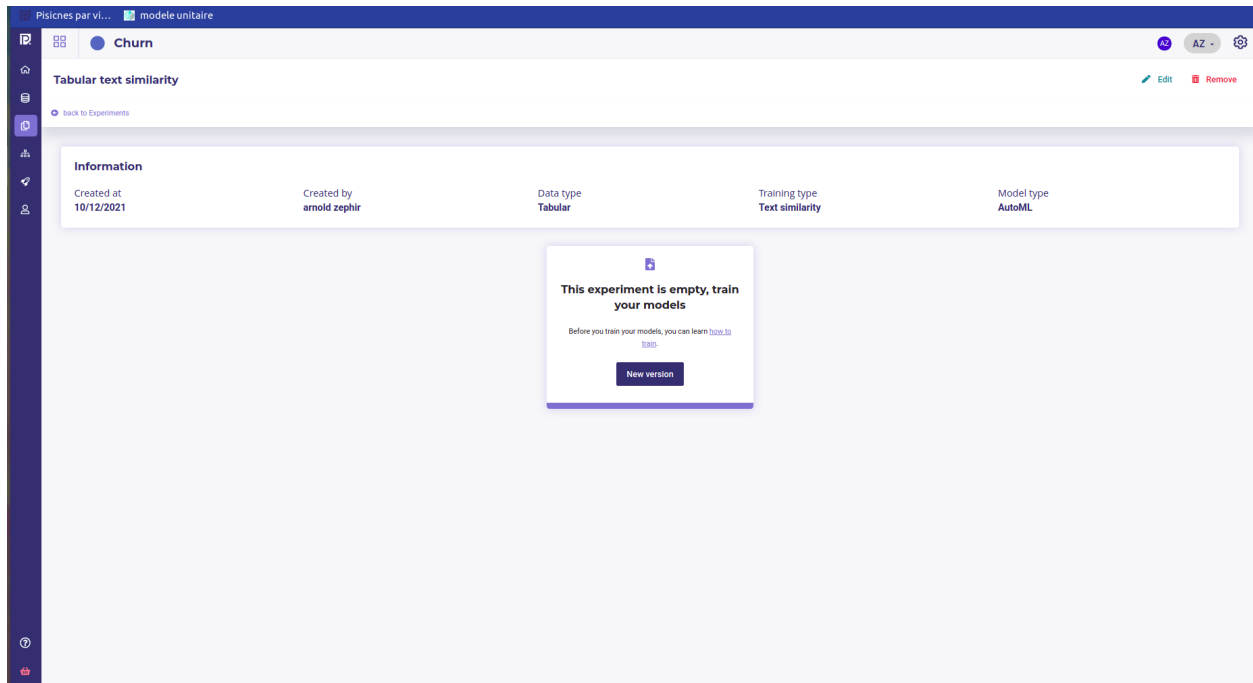 Pisicnes par vi... modele unitaire
Churn AZ AZ
Tabular text similarity Edit Remove
back to Experiments
Information
Created at Created by Data type Training type Model type
10/12/2021 arnold zephir Tabular Text similarity AutoML
This experiment is empty, train
your models
Before you train your models, you can learn how to
train.
New version